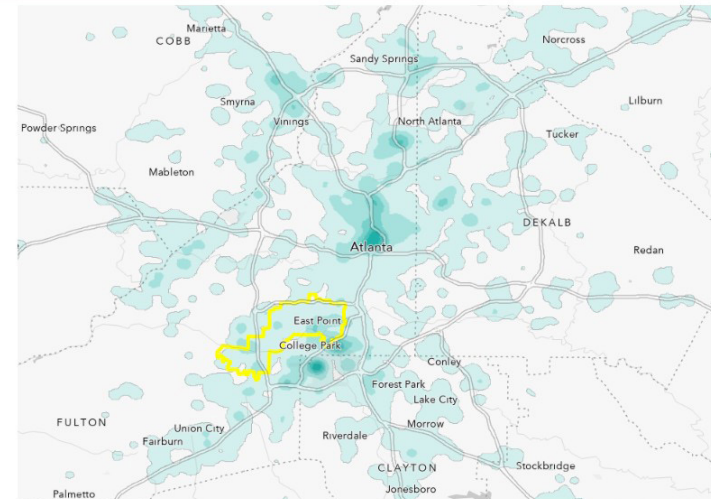 Marietta
COBB
Norcross
Sandy Springs
Smyrna
Lilburn
Vinings
North Atlanta
Powder Springs
Tucker
Mableton
DEKALB
Atlanta
Redan
East Point
College Park
Conley
Forest Park
Lake City
FULTON
Union City
Morrow
Riverdale
Fairburn
CLAYTON
Stockbridge
Jonesboro
Palmetto